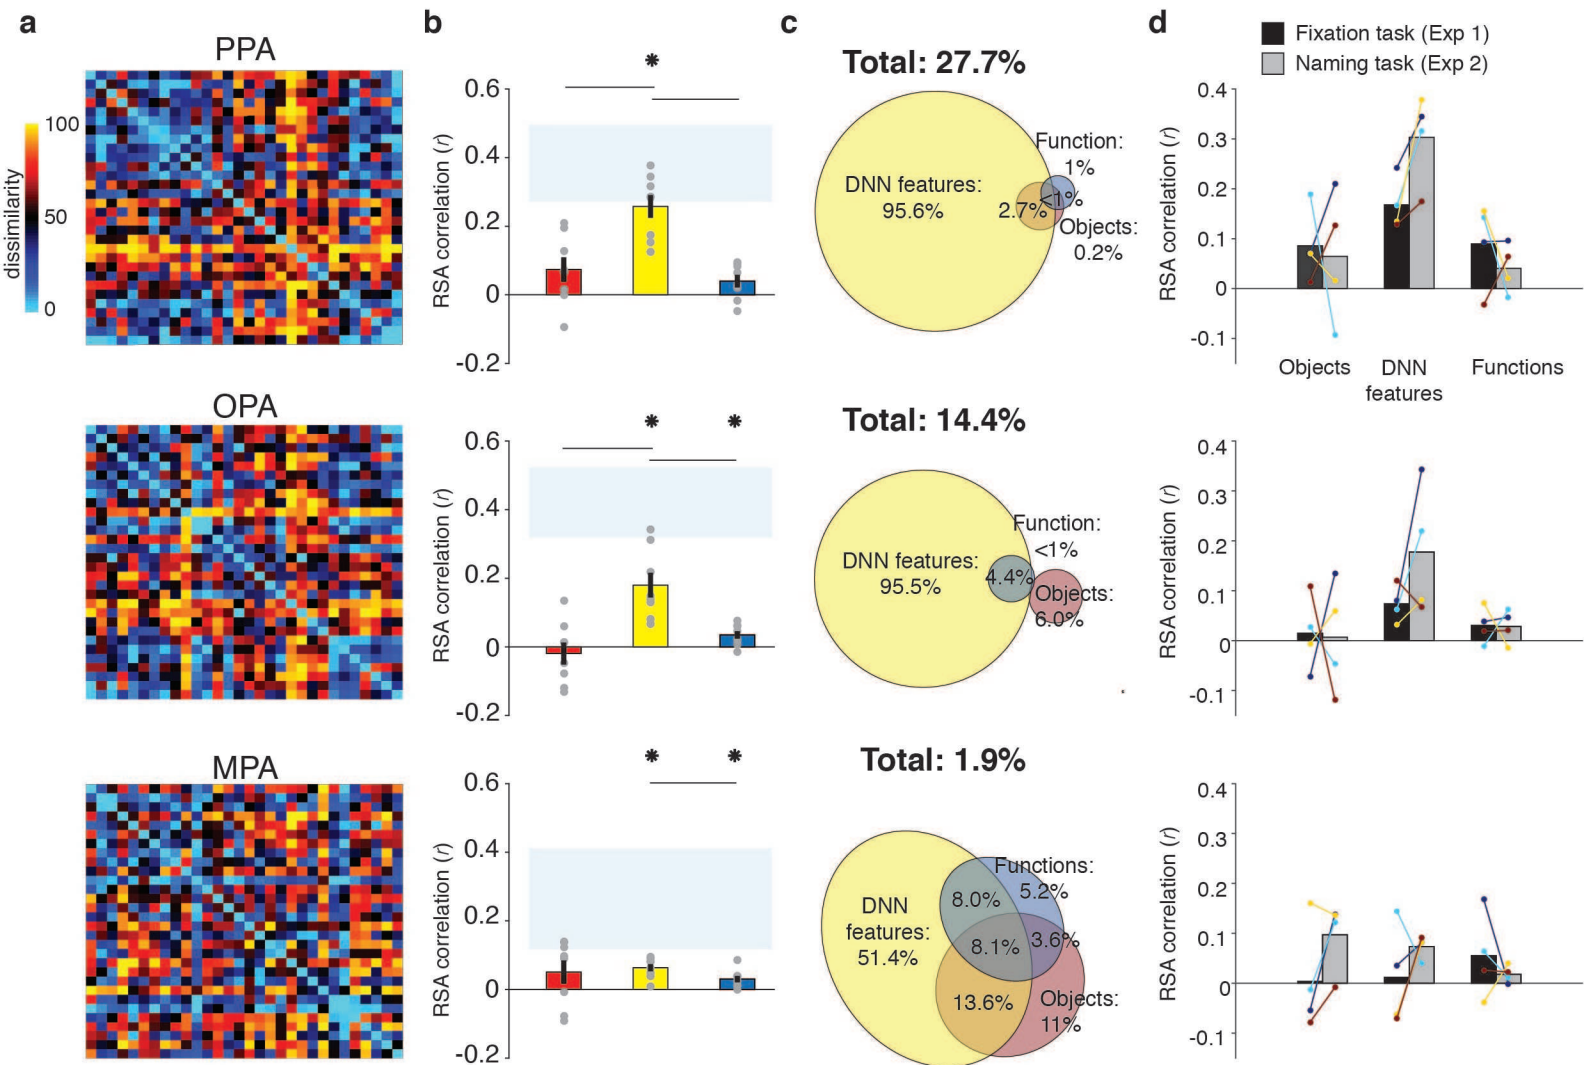 a
b
c
d
PPA
dissimilarity
100
50
0
RSA correlation (r)
0.6
0.4
0.2
0
-0.2
*
Total: 27.7%
DNN features:
95.6%
Function:
1%
<1%
2.7%
Objects:
0.2%
Fixation task (Exp 1)
Naming task (Exp 2)
RSA correlation (r)
0.4
0.3
0.2
0.1
0
-0.1
Objects
DNN
features
Functions
OPA
RSA correlation (r)
0.6
0.4
0.2
0
-0.2
* *
Total: 14.4%
DNN features:
95.5%
Function:
<1%
4.4%
Objects:
6.0%
RSA correlation (r)
0.4
0.3
0.2
0.1
0
-0.1
MPA
RSA correlation (r)
0.6
0.4
0.2
0
-0.2
* *
Total: 1.9%
DNN
features:
51.4%
Functions:
5.2%
8.0%
3.6%
8.1%
13.6%
Objects:
11%
RSA correlation (r)
0.4
0.3
0.2
0.1
0
-0.1